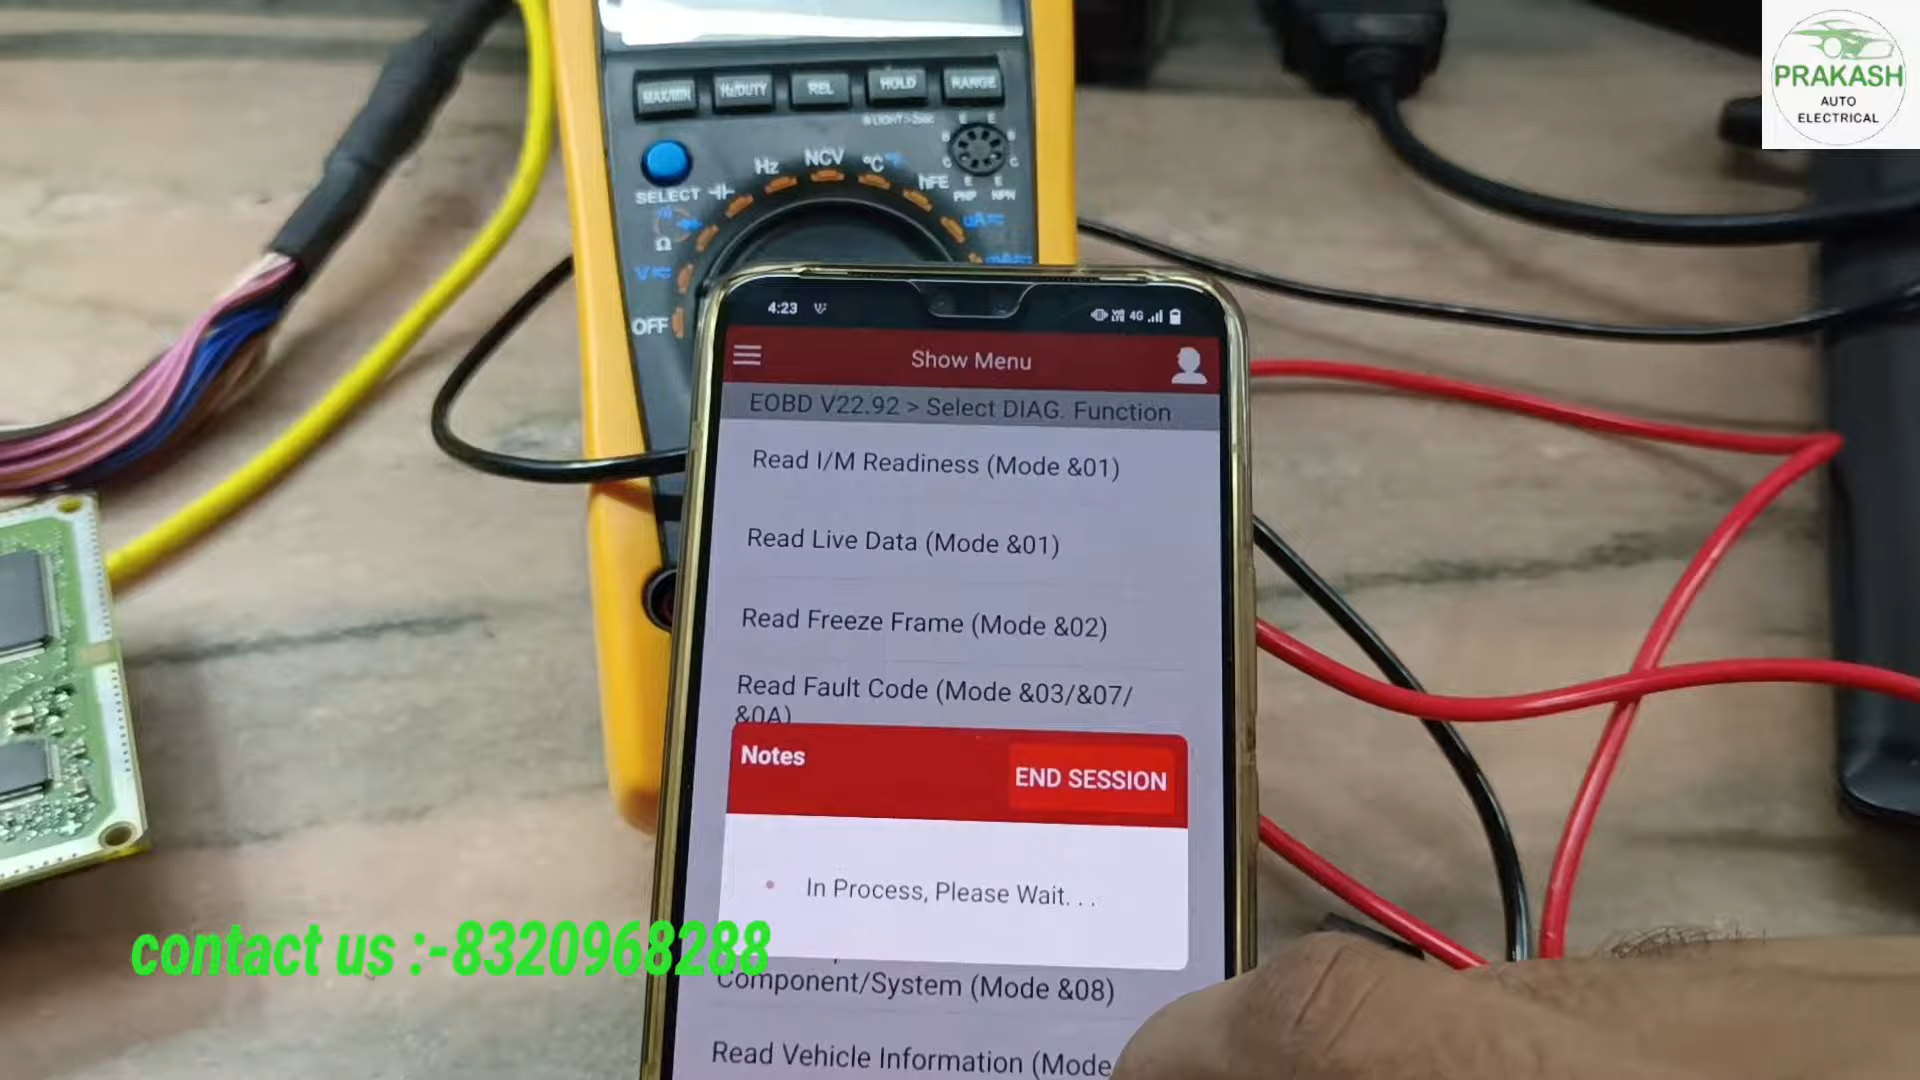 PRAKASH
AUTO
ELECTRICAL
MAX/MIN
Hz/DUTY
REL
HOLD
RANGE
SELECT
Hz
NCV
°C
hFE
PNP
NPN
Ω
OFF
4:23
4G
Show Menu
EOBD V22.92 > Select DIAG. Function
Read I/M Readiness (Mode &01)
Read Live Data (Mode &01)
Read Freeze Frame (Mode &02)
Read Fault Code (Mode &03/&07/
&0A)
Notes
END SESSION
In Process, Please Wait. . .
contact us :-8320968288
Component/System (Mode &08)
Read Vehicle Information (Mode